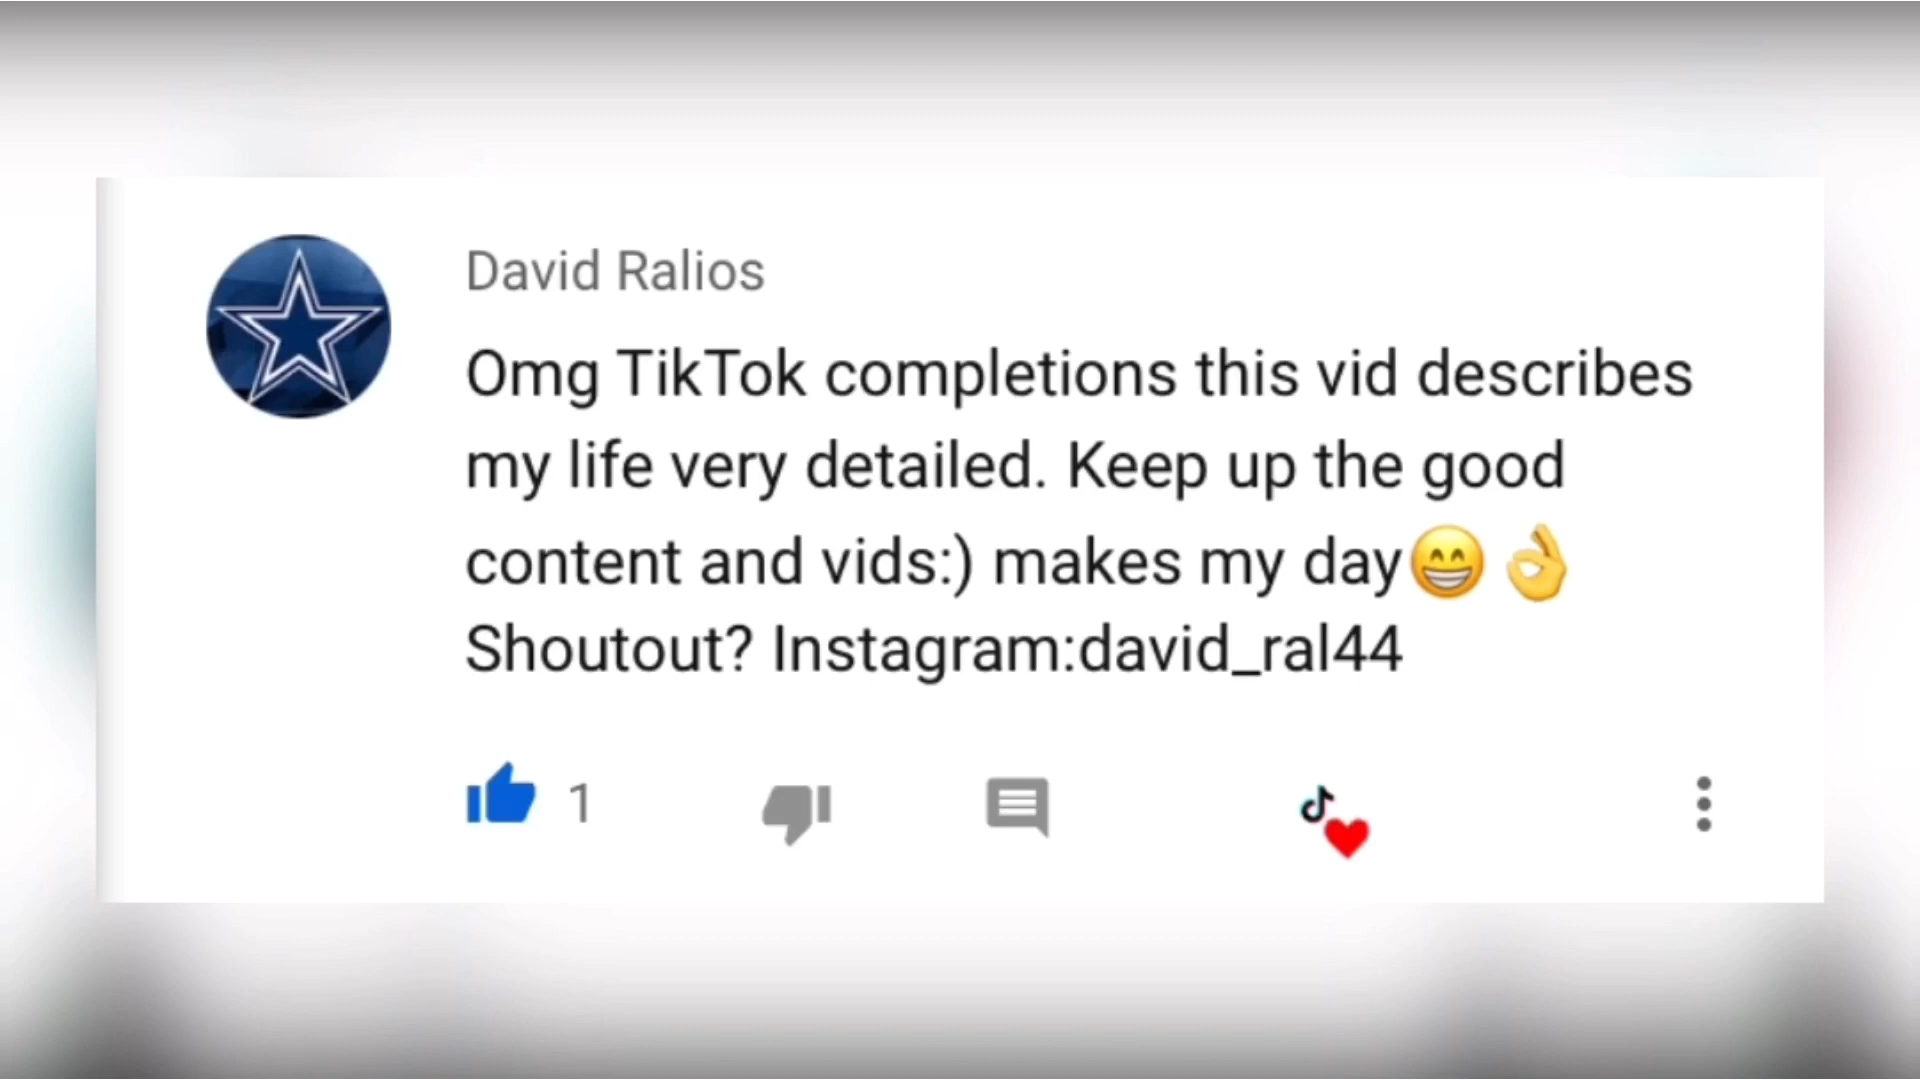 David Ralios
Omg TikTok completions this vid describes
my life very detailed. Keep up the good
content and vids:) makes my day😁👌
Shoutout? Instagram:david_ral44
1